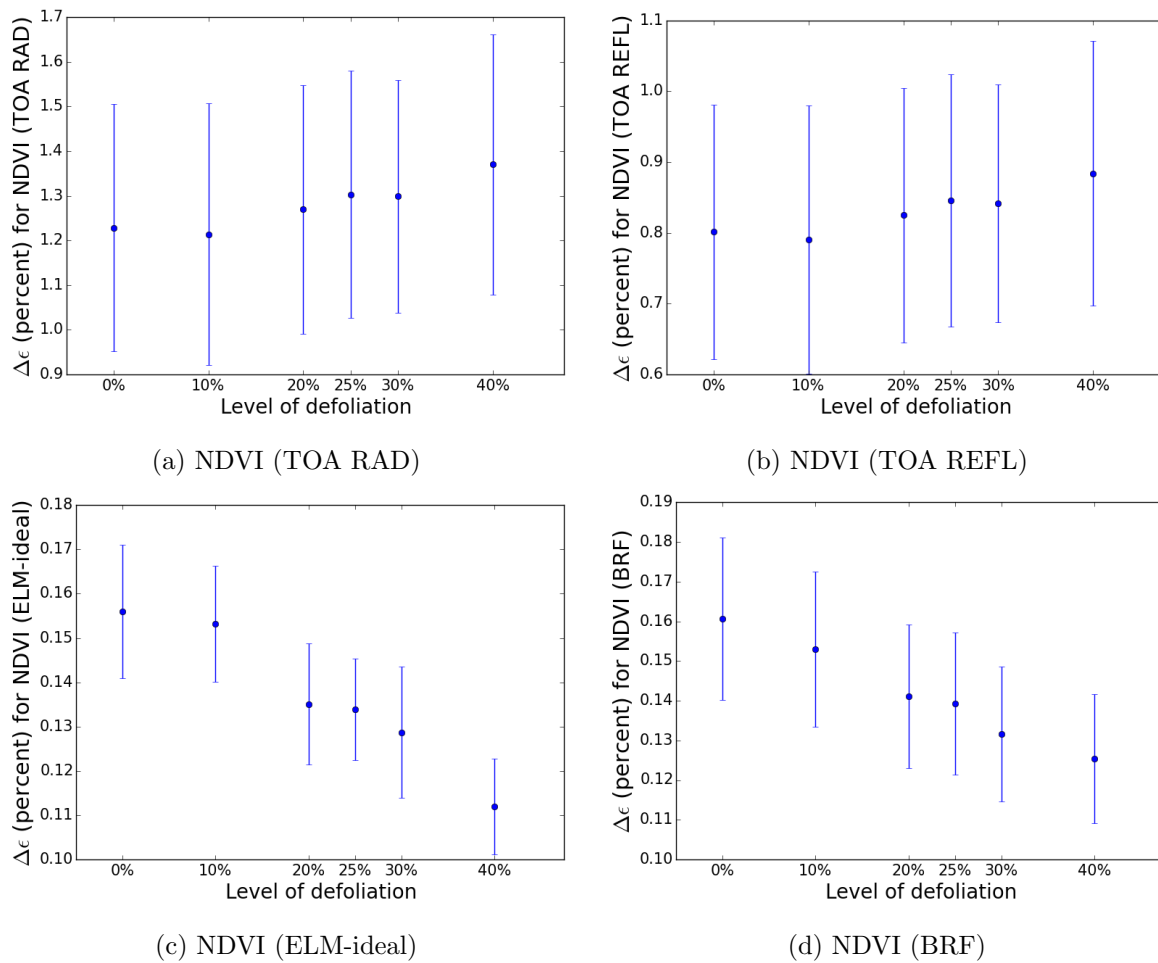 Δϵ (percent) for NDVI (TOA RAD)
1.7
1.6
1.5
1.4
1.3
1.2
1.1
1.0
0.9
0% 10% 20% 25% 30% 40%
Level of defoliation
(a) NDVI (TOA RAD)
Δϵ (percent) for NDVI (TOA REFL)
1.1
1.0
0.9
0.8
0.7
0.6
0% 10% 20% 25% 30% 40%
Level of defoliation
(b) NDVI (TOA REFL)
Δϵ (percent) for NDVI (ELM-ideal)
0.18
0.17
0.16
0.15
0.14
0.13
0.12
0.11
0.10
0% 10% 20% 25% 30% 40%
Level of defoliation
(c) NDVI (ELM-ideal)
Δϵ (percent) for NDVI (BRF)
0.19
0.18
0.17
0.16
0.15
0.14
0.13
0.12
0.11
0.10
0% 10% 20% 25% 30% 40%
Level of defoliation
(d) NDVI (BRF)